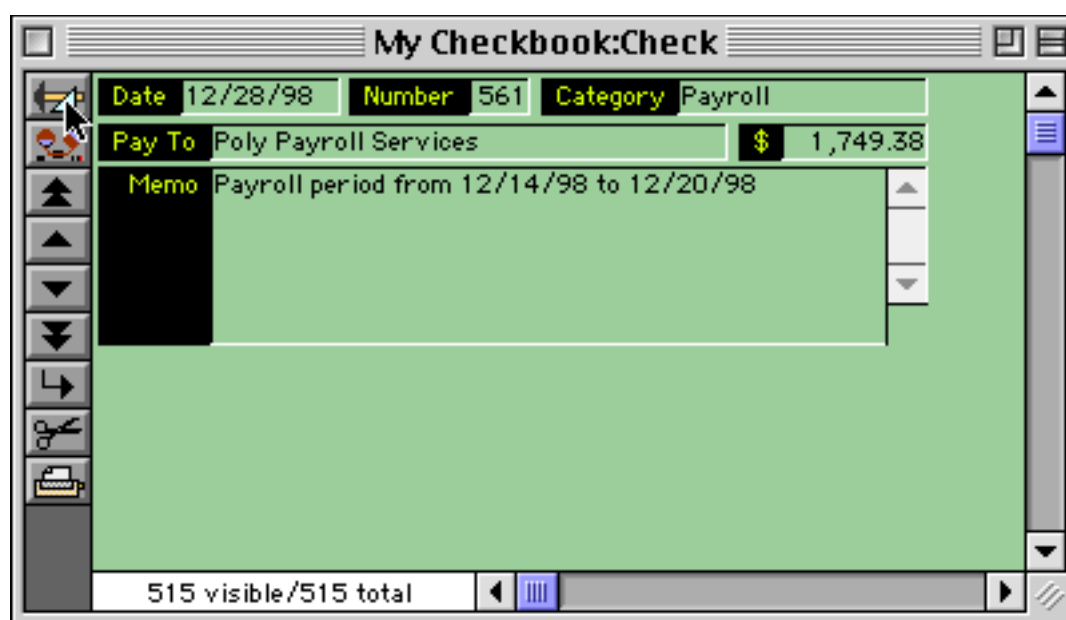 My Checkbook:Check
Date 12/28/98 Number 561 Category Payroll
Pay To Poly Payroll Services $ 1,749.38
Memo Payroll period from 12/14/98 to 12/20/98
515 visible/515 total